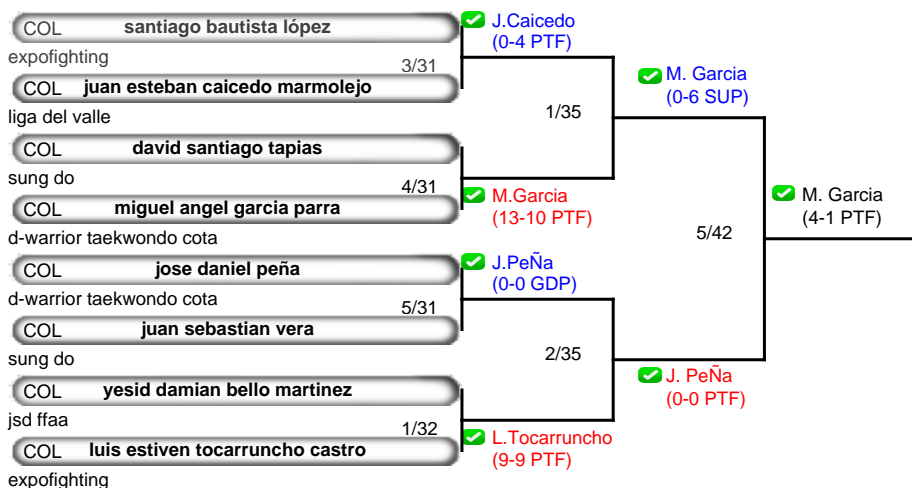 COL santiago bautista lópez
J.Caicedo
(0-4 PTF)
expofighting
3/31
COL juan esteban caicedo marmolejo
M. Garcia
(0-6 SUP)
liga del valle
1/35
COL david santiago tapias
sung do
4/31
COL miguel angel garcia parra
M.Garcia
(13-10 PTF)
M. Garcia
(4-1 PTF)
d-warrior taekwondo cota
5/42
COL jose daniel peña
J.PeÑa
(0-0 GDP)
d-warrior taekwondo cota
5/31
COL juan sebastian vera
sung do
2/35
COL yesid damian bello martinez
J. PeÑa
(0-0 PTF)
jsd ffaa
1/32
COL luis estiven tocarruncho castro
L.Tocarruncho
(9-9 PTF)
expofighting